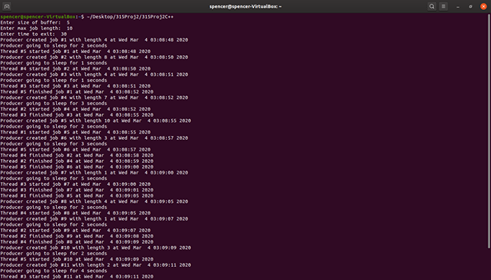 spencer@spencer-VirtualBox: ~
spencer@spencer-VirtualBox:~$ ~/Desktop/315Proj2/315Proj2C++
Enter size of buffer:  5
Enter max job length:  10
Enter time to exit:  30
Producer created job #1 with length 4 at Wed Mar  4 03:08:48 2020
Producer going to sleep for 2 seconds
Thread #5 started job #1 at Wed Mar  4 03:08:48 2020
Producer created job #2 with length 8 at Wed Mar  4 03:08:50 2020
Producer going to sleep for 1 seconds
Thread #4 started job #2 at Wed Mar  4 03:08:50 2020
Producer created job #3 with length 4 at Wed Mar  4 03:08:51 2020
Producer going to sleep for 1 seconds
Thread #3 started job #3 at Wed Mar  4 03:08:51 2020
Thread #5 finished job #1 at Wed Mar  4 03:08:52 2020
Producer created job #4 with length 7 at Wed Mar  4 03:08:52 2020
Producer going to sleep for 3 seconds
Thread #2 started job #4 at Wed Mar  4 03:08:52 2020
Thread #3 finished job #3 at Wed Mar  4 03:08:55 2020
Producer created job #5 with length 10 at Wed Mar  4 03:08:55 2020
Producer going to sleep for 2 seconds
Thread #1 started job #5 at Wed Mar  4 03:08:55 2020
Producer created job #6 with length 3 at Wed Mar  4 03:08:57 2020
Producer going to sleep for 3 seconds
Thread #5 started job #6 at Wed Mar  4 03:08:57 2020
Thread #4 finished job #2 at Wed Mar  4 03:08:58 2020
Thread #2 finished job #4 at Wed Mar  4 03:08:59 2020
Thread #5 finished job #6 at Wed Mar  4 03:09:00 2020
Producer created job #7 with length 1 at Wed Mar  4 03:09:00 2020
Producer going to sleep for 5 seconds
Thread #3 started job #7 at Wed Mar  4 03:09:00 2020
Thread #3 finished job #7 at Wed Mar  4 03:09:01 2020
Thread #1 finished job #5 at Wed Mar  4 03:09:05 2020
Producer created job #8 with length 4 at Wed Mar  4 03:09:05 2020
Producer going to sleep for 2 seconds
Thread #4 started job #8 at Wed Mar  4 03:09:05 2020
Producer created job #9 with length 1 at Wed Mar  4 03:09:07 2020
Producer going to sleep for 2 seconds
Thread #2 started job #9 at Wed Mar  4 03:09:07 2020
Thread #2 finished job #9 at Wed Mar  4 03:09:08 2020
Thread #4 finished job #8 at Wed Mar  4 03:09:09 2020
Producer created job #10 with length 3 at Wed Mar  4 03:09:09 2020
Producer going to sleep for 2 seconds
Thread #5 started job #10 at Wed Mar  4 03:09:09 2020
Producer created job #11 with length 2 at Wed Mar  4 03:09:11 2020
Producer going to sleep for 4 seconds
Thread #3 started job #11 at Wed Mar  4 03:09:11 2020